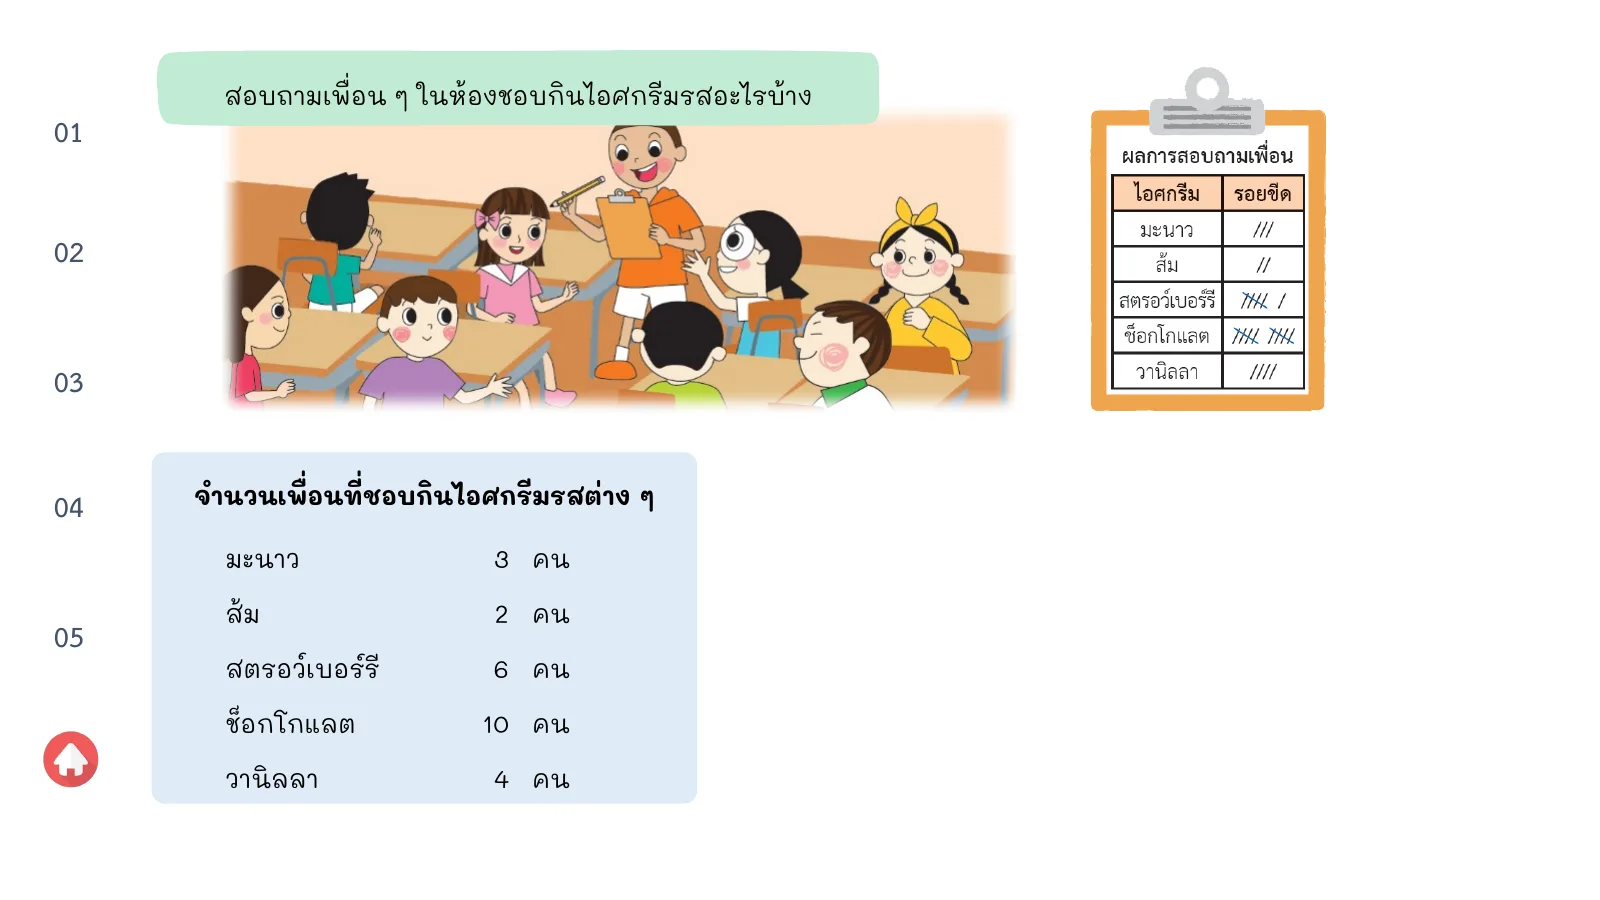 สอบถามเพื่อน ๆ ในห้องชอบกินไอศกรีมรสอะไรบ้าง
01
02
03
04
05
ผลการสอบถามเพื่อน
ไอศกรีม รอยขีด
มะนาว ///
ส้ม //
สตรอว์เบอร์รี //// /
ช็อกโกแลต //// ////
วานิลลา ////
จำนวนเพื่อนที่ชอบกินไอศกรีมรสต่าง ๆ
มะนาว 3 คน
ส้ม 2 คน
สตรอว์เบอร์รี 6 คน
ช็อกโกแลต 10 คน
วานิลลา 4 คน